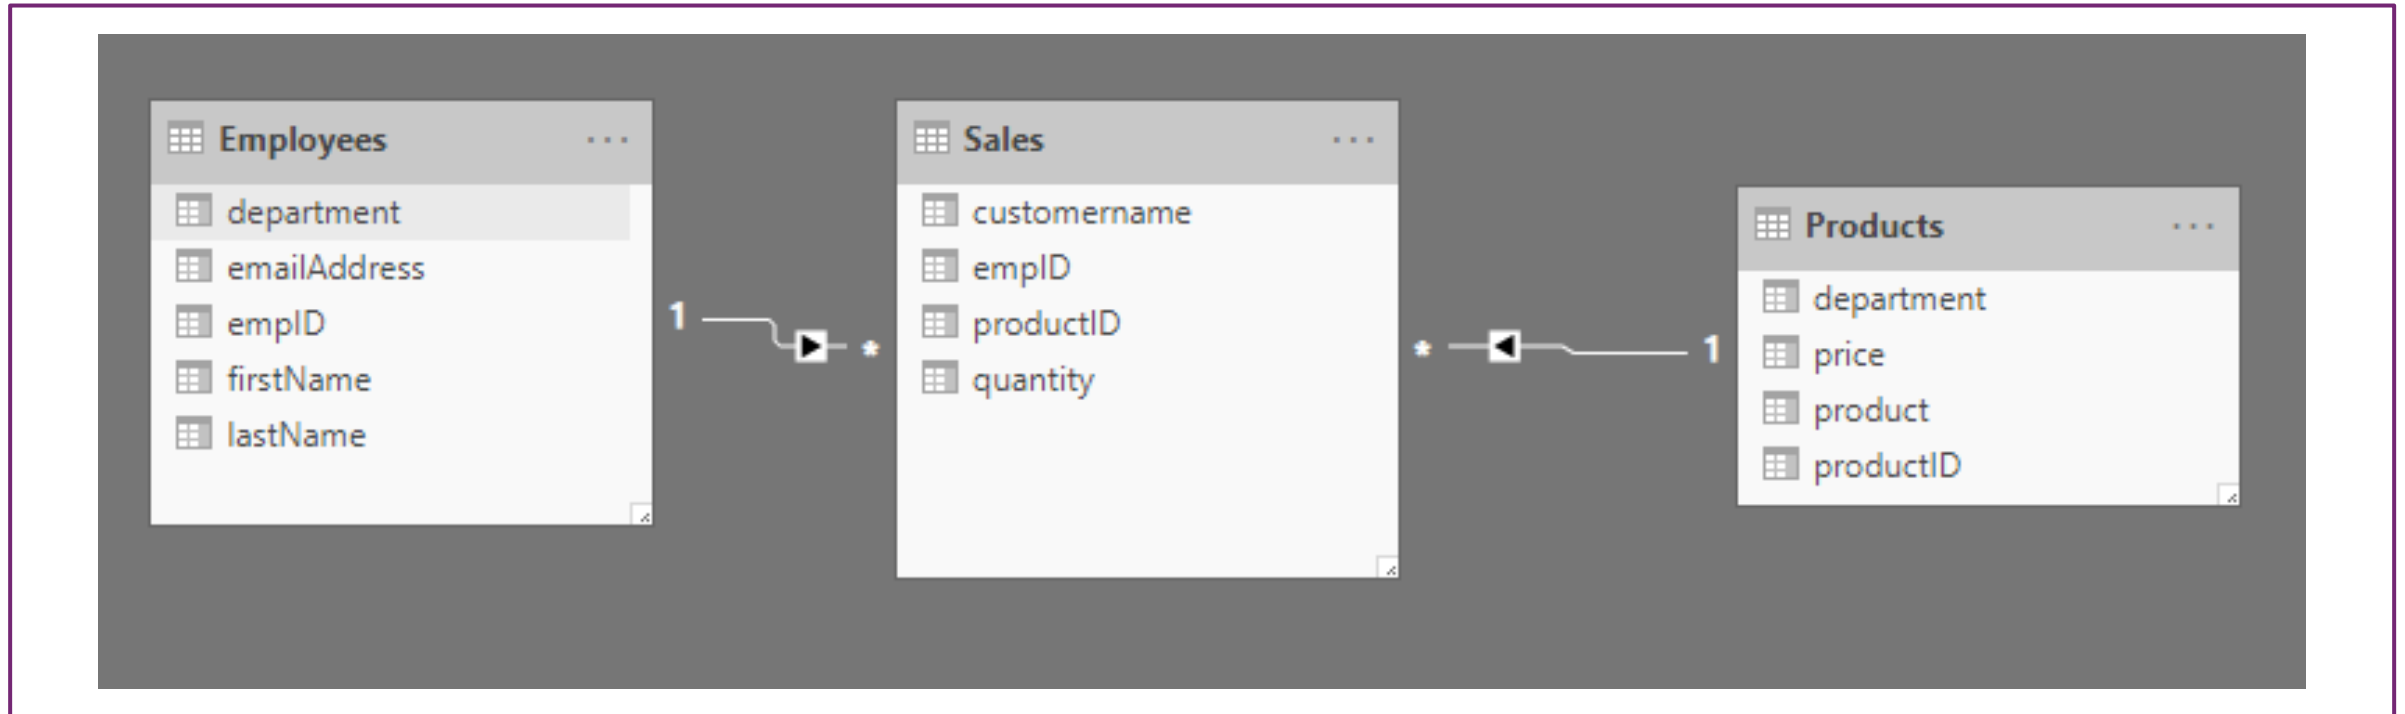 Employees
department
emailAddress
empID
firstName
lastName
1
*
Sales
customername
empID
productID
quantity
*
1
Products
department
price
product
productID